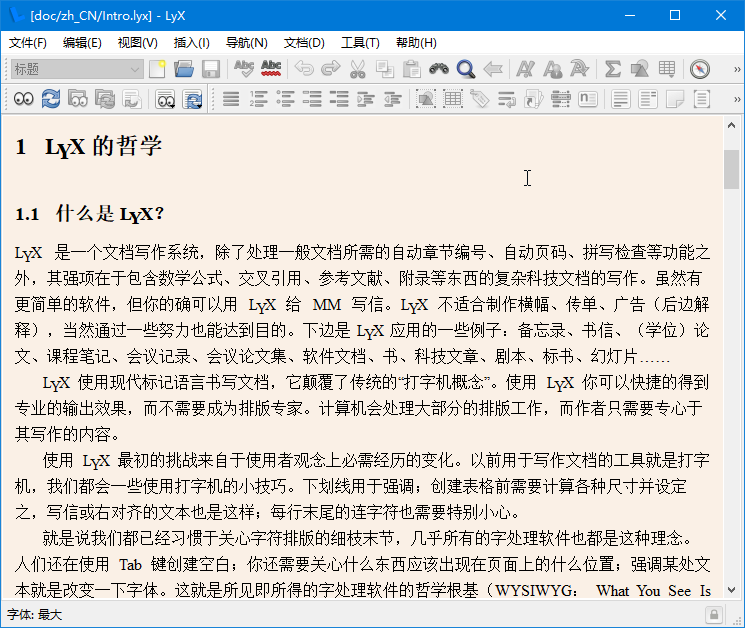 [doc/zh_CN/Intro.lyx] - LyX
文件(F) 编辑(E) 视图(V) 插入(I) 导航(N) 文档(D) 工具(T) 帮助(H)
标题
1 LyX 的哲学
1.1 什么是 LyX?
LyX 是一个文档写作系统，除了处理一般文档所需的自动章节编号、自动页码、拼写检查等功能之
外，其强项在于包含数学公式、交叉引用、参考文献、附录等东西的复杂科技文档的写作。虽然有
更简单的软件，但你的确可以用 LyX 给 MM 写信。LyX 不适合制作横幅、传单、广告（后边解
释），当然通过一些努力也能达到目的。下边是 LyX 应用的一些例子：备忘录、书信、（学位）论
文、课程笔记、会议记录、会议论文集、软件文档、书、科技文章、剧本、标书、幻灯片……
LyX 使用现代标记语言书写文档，它颠覆了传统的“打字机概念”。使用 LyX 你可以快捷的得到
专业的输出效果，而不需要成为排版专家。计算机会处理大部分的排版工作，而作者只需要专心于
其写作的内容。
使用 LyX 最初的挑战来自于使用者观念上必需经历的变化。以前用于写作文档的工具就是打字
机，我们都会一些使用打字机的小技巧。下划线用于强调；创建表格前需要计算各种尺寸并设定
之，写信或右对齐的文本也是这样；每行末尾的连字符也需要特别小心。
就是说我们都已经习惯于关心字符排版的细枝末节，几乎所有的字处理软件也都是这种理念。
人们还在使用 Tab 键创建空白；你还需要关心什么东西应该出现在页面上的什么位置；强调某处文
本就是改变一下字体。这就是所见即所得的字处理软件的哲学根基（WYSIWYG： What You See Is
字体: 最大